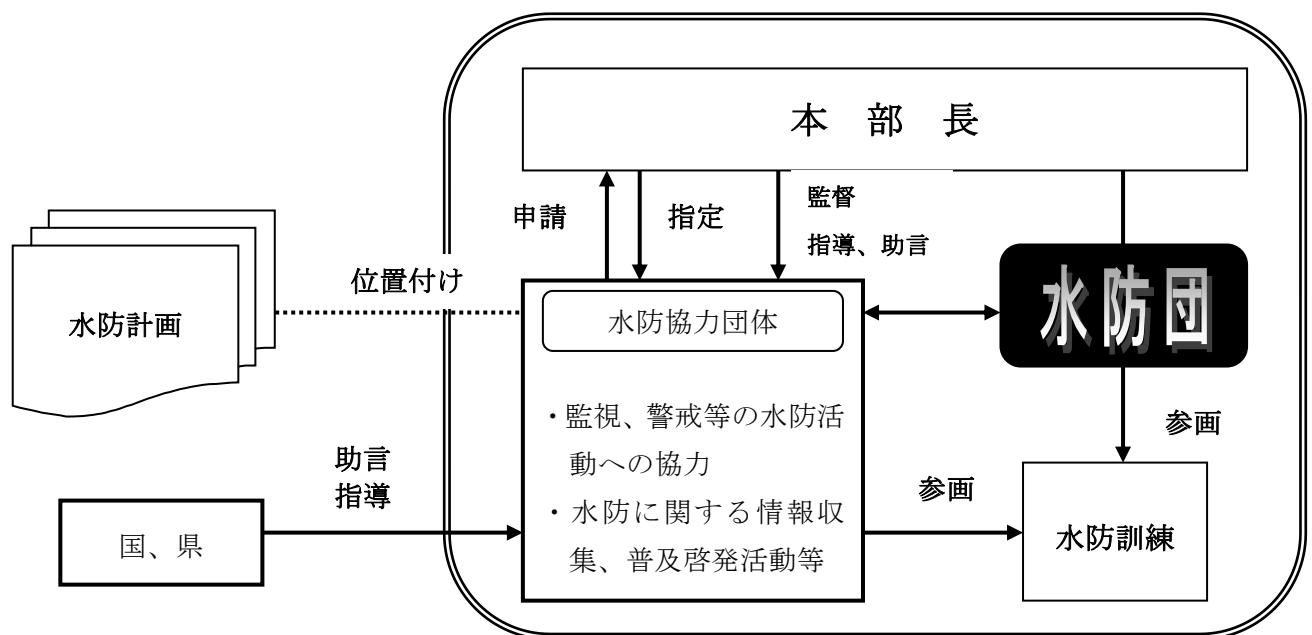 本 部 長
申請
指定
監督
指導、助言
位置付け
水防計画
水防協力団体
水防団
・監視、警戒等の水防活
動への協力
・水防に関する情報収
集、普及啓発活動等
助言
指導
国、県
参画
参画
水防訓練